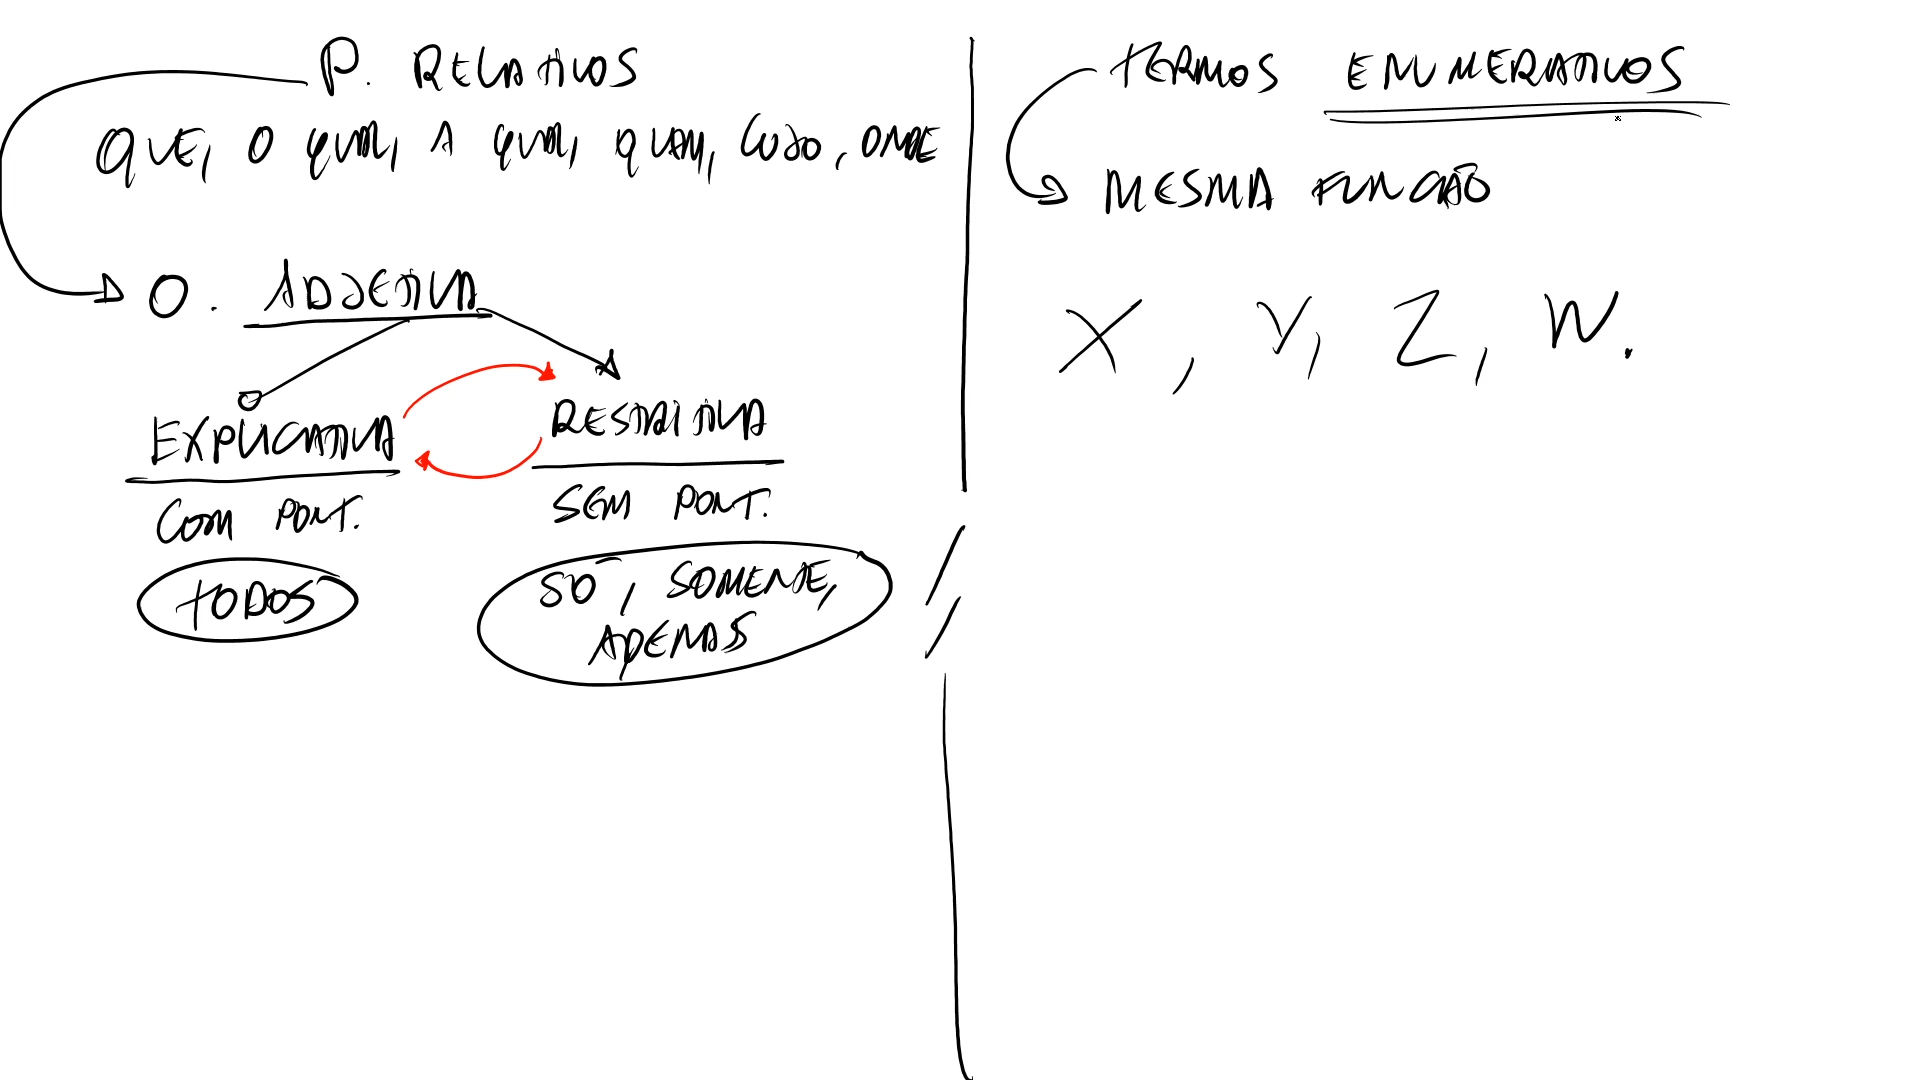 P. RELATIVOS
QUE, O QUAL, A QUAL, QUEM, CUJO, ONDE
O. ADJETIVA
EXPLICATIVA
RESTRITIVA
COM PONT.
SEM PONT.
TODOS
SÓ, SOMENTE,
APENAS
TERMOS ENUMERATIVOS
MESMA FUNÇÃO
X, Y, Z, W.